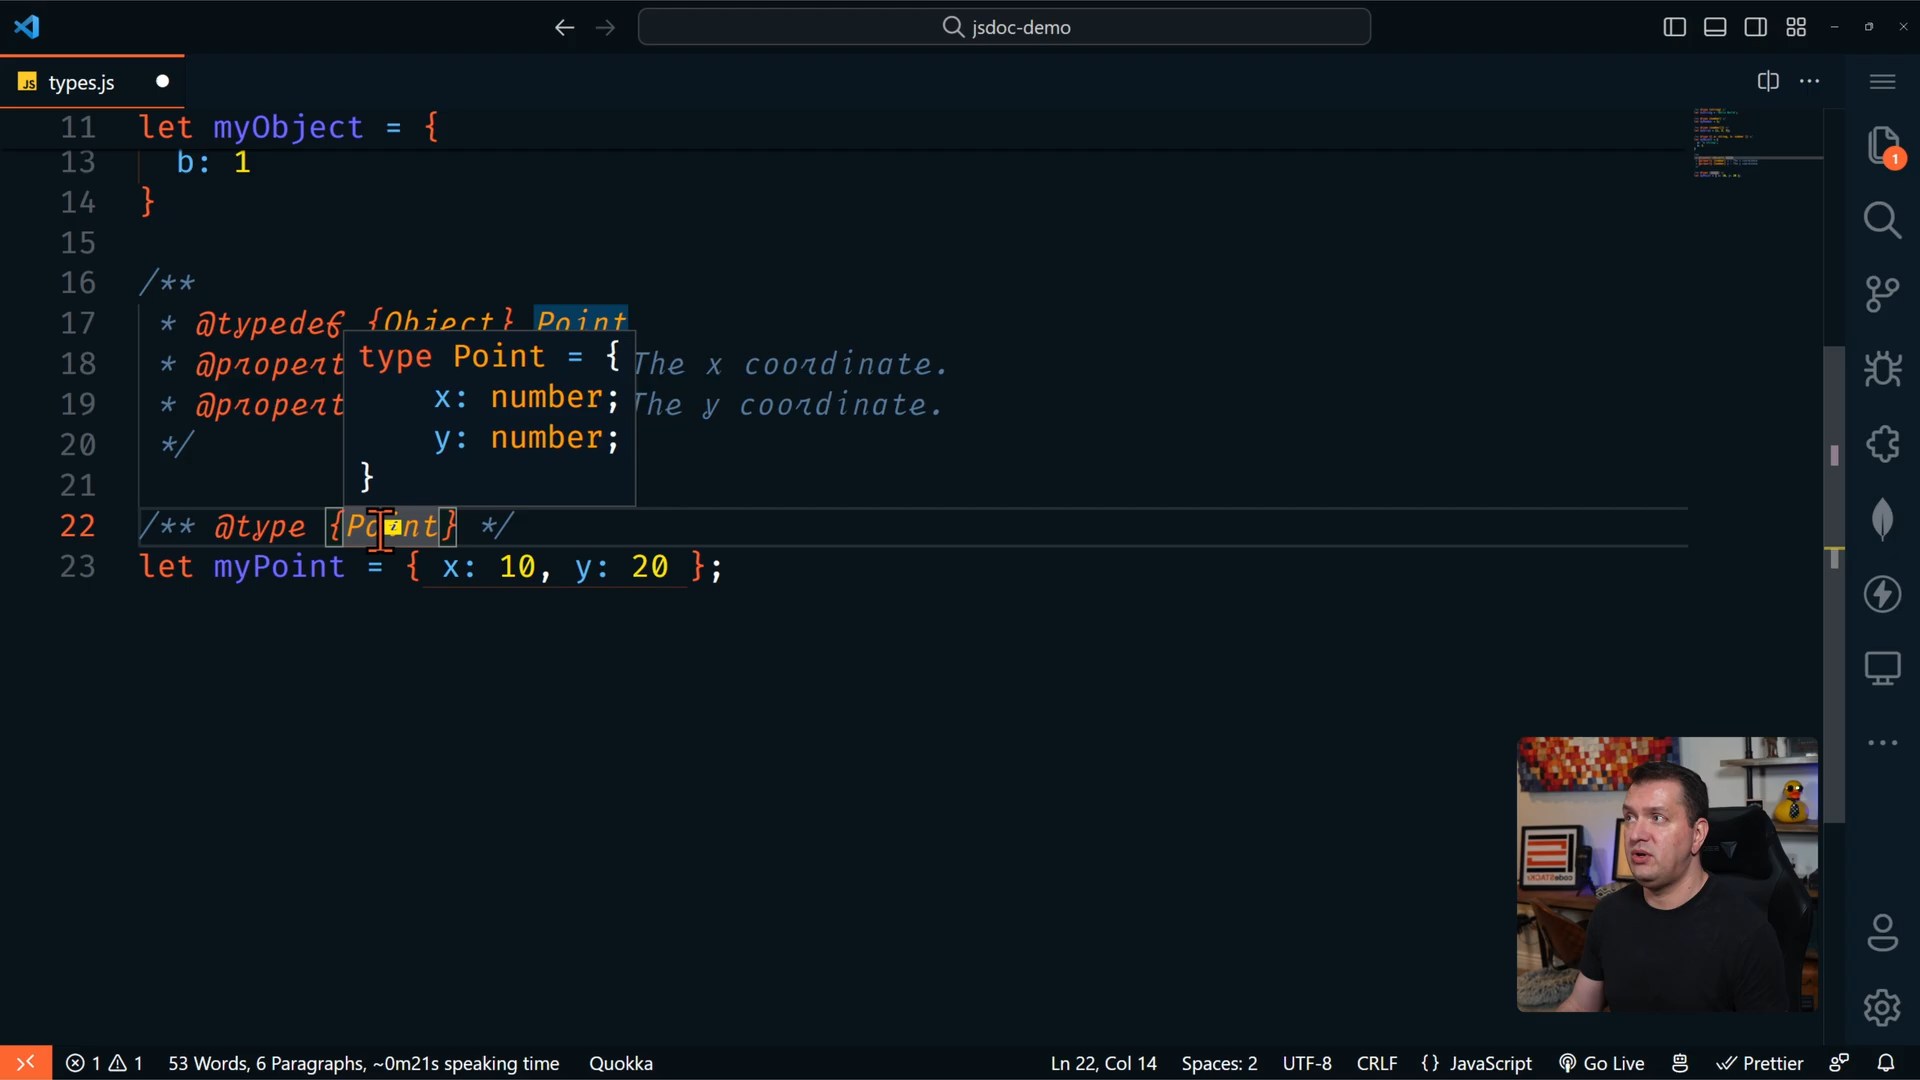 jsdoc-demo
JS types.js
11 let myObject = {
13 b: 1
14 }
15
16 /**
17 * @typedef {Object} Point
18 * @propert The x coordinate.
19 * @propert The y coordinate.
20 */
type Point = {
x: number;
y: number;
}
21
22 /** @type {Point} */
23 let myPoint = { x: 10, y: 20 };
1
1 1 53 Words, 6 Paragraphs, ~0m21s speaking time Quokka Ln 22, Col 14 Spaces: 2 UTF-8 CRLF {} JavaScript Go Live Prettier